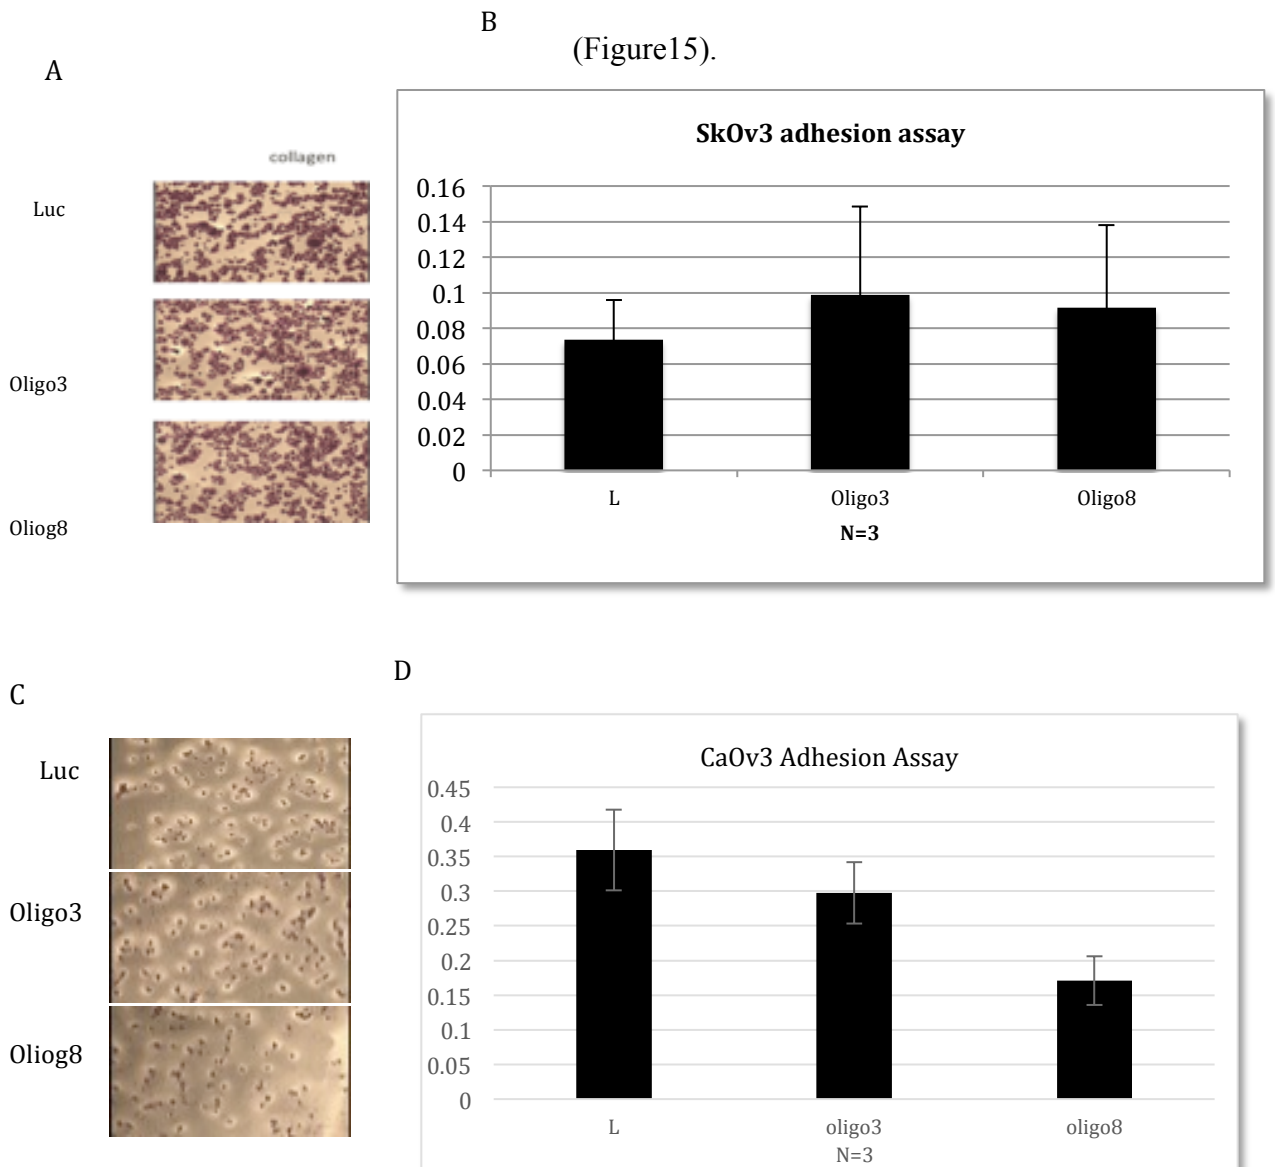 B
(Figure15).
A
collagen
Luc
Oligo3
Oliog8
SkOv3 adhesion assay
0.16
0.14
0.12
0.1
0.08
0.06
0.04
0.02
0
L Oligo3 Oligo8
N=3
D
C
Luc
Oligo3
Oliog8
CaOv3 Adhesion Assay
0.45
0.4
0.35
0.3
0.25
0.2
0.15
0.1
0.05
0
L oligo3 oligo8
N=3